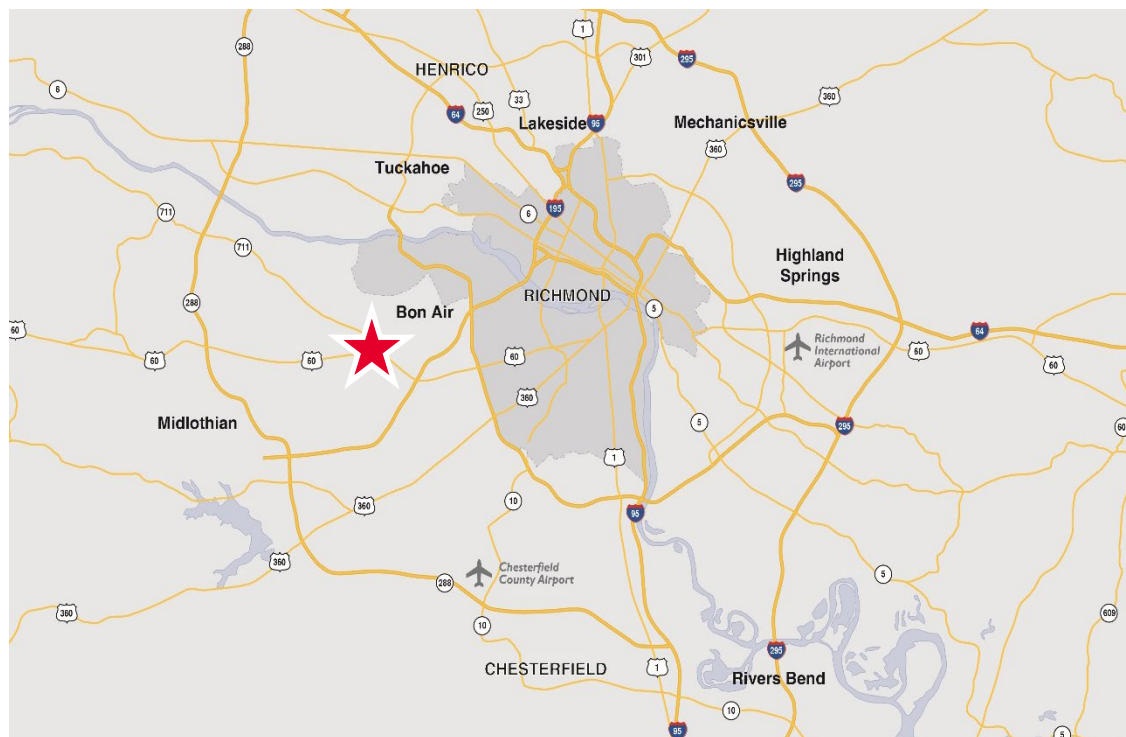 1
288
HENRICO
301
295
6
33
360
64
250
Lakeside
95
Mechanicsville
360
Tuckahoe
295
195
6
711
711
Highland
Springs
288
Bon Air
RICHMOND
5
60
64
60
60
60
Richmond
International
Airport
60
60
360
Midlothian
5
295
60
1
360
10
95
360
Chesterfield
County Airport
288
5
360
609
10
CHESTERFIELD
1
295
Rivers Bend
10
95
5